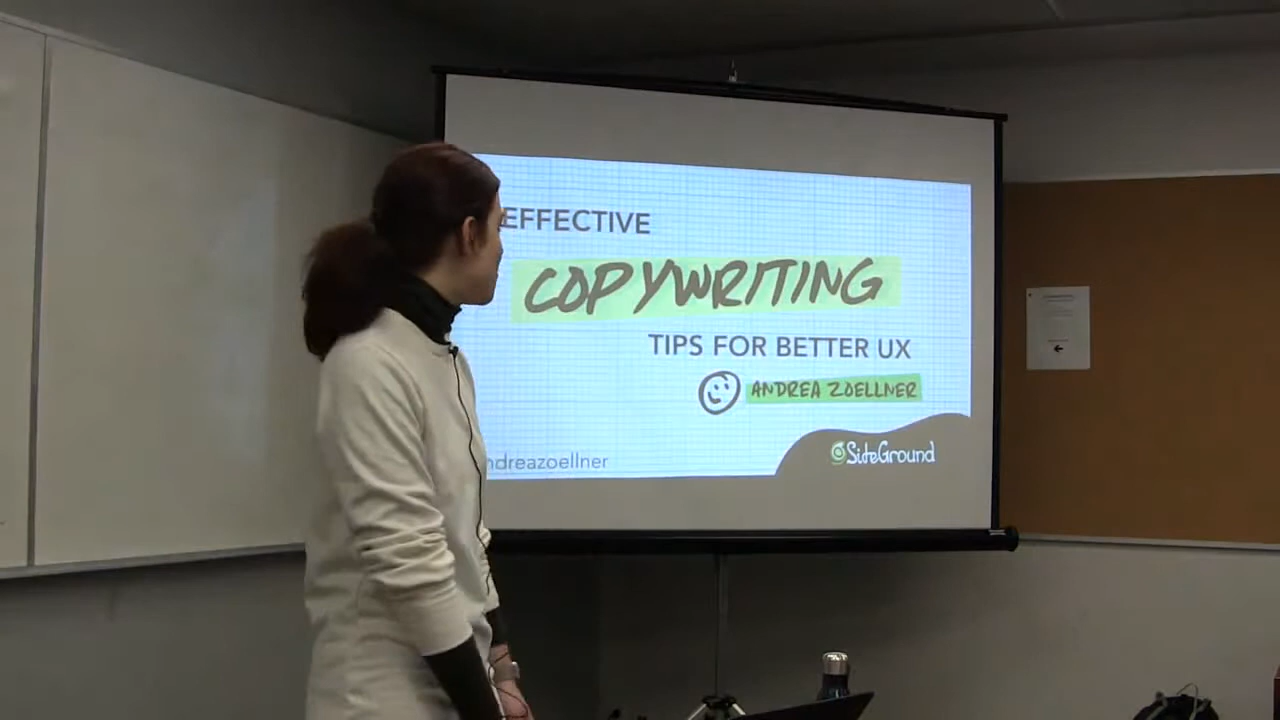 EFFECTIVE
COPYWRITING
TIPS FOR BETTER UX
ANDREA ZOELLNER
ndreazoellner
SiteGround